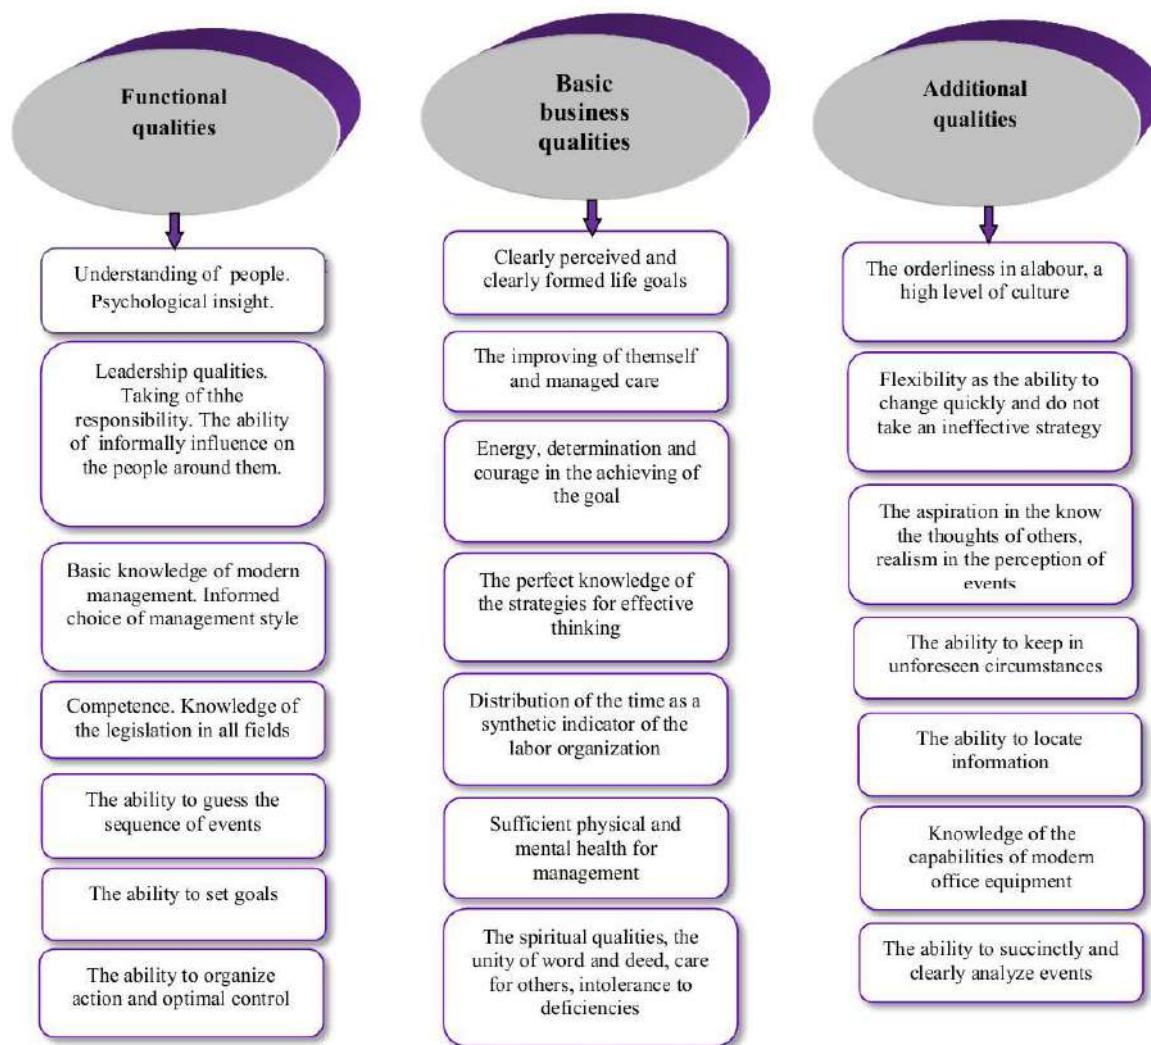 Functional
qualities
Understanding of people.
Psychological insight.
Leadership qualities.
Taking of thhe
responsibility. The ability
of informally influence on
the people around them.
Basic knowledge of modern
management. Informed
choice of management style
Competence. Knowledge of
the legislation in all fields
The ability to guess the
sequence of events
The ability to set goals
The ability to organize
action and optimal control
Basic
business
qualities
Clearly perceived and
clearly formed life goals
The improving of themself
and managed care
Energy, determination and
courage in the achieving of
the goal
The perfect knowledge of
the strategies for effective
thinking
Distribution of the time as a
synthetic indicator of the
labor organization
Sufficient physical and
mental health for
management
The spiritual qualities, the
unity of word and deed, care
for others, intolerance to
deficiencies
Additional
qualities
The orderliness in alabour, a
high level of culture
Flexibility as the ability to
change quickly and do not
take an ineffective strategy
The aspiration in the know
the thoughts of others,
realism in the perception of
events
The ability to keep in
unforeseen circumstances
The ability to locate
information
Knowledge of the
capabilities of modern
office equipment
The ability to succinctly and
clearly analyze events